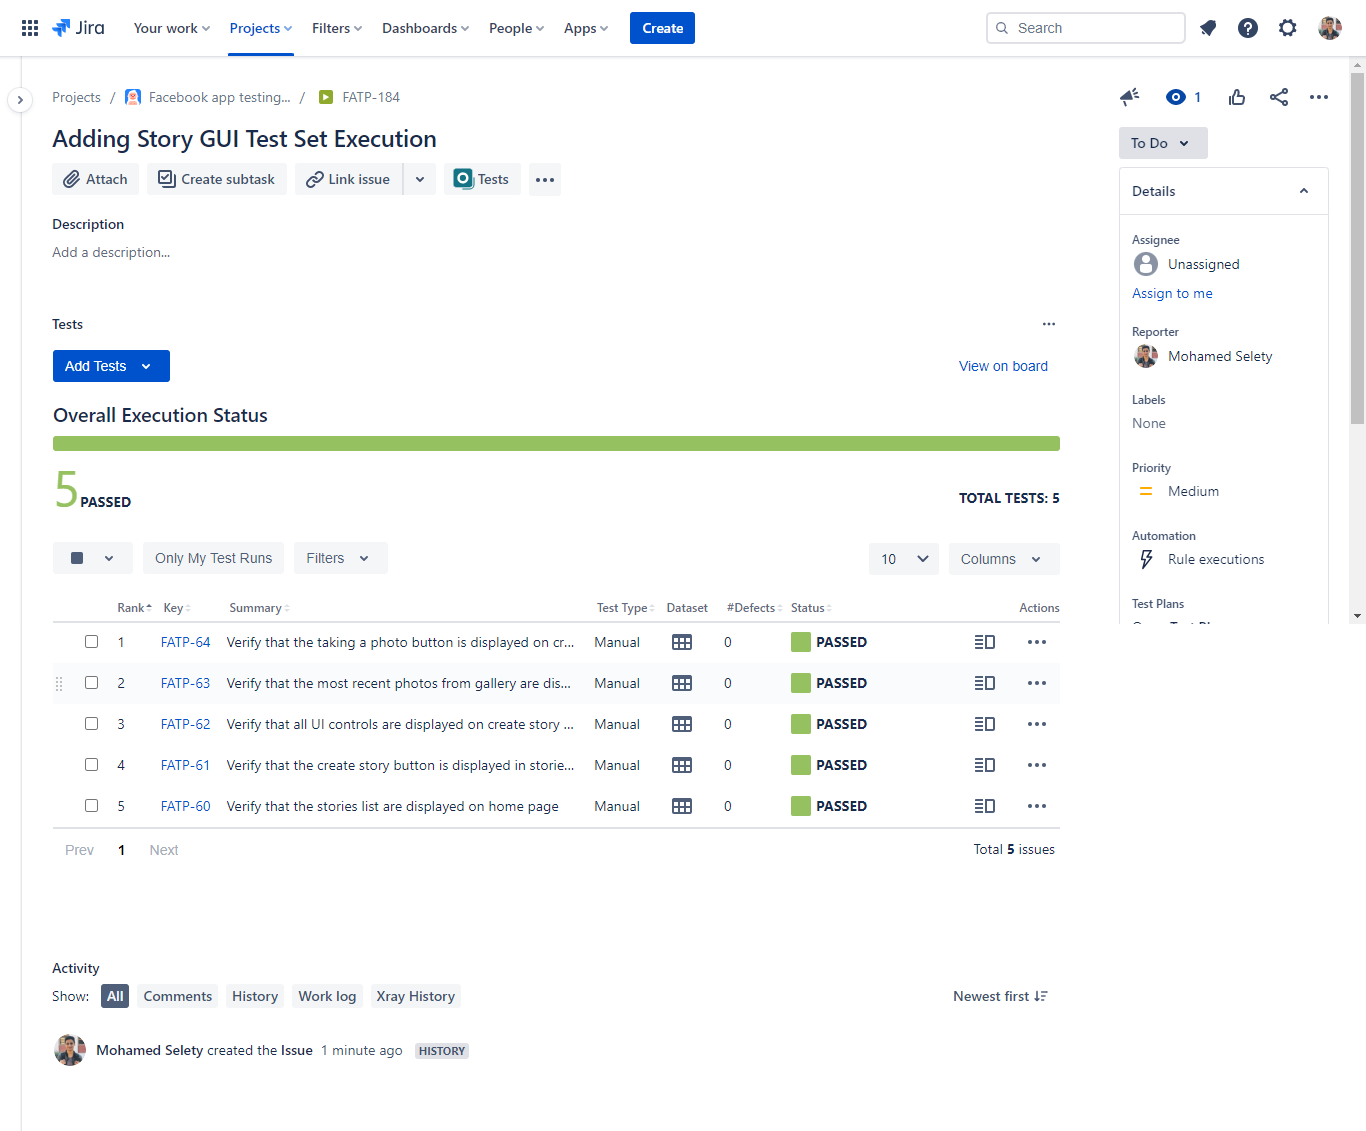 Jira Your work Projects Filters Dashboards People Apps Create Search
Projects / Facebook app testing... / FATP-184 1
Adding Story GUI Test Set Execution
To Do
Attach Create subtask Link issue Tests
Details
Description
Add a description...
Assignee
Unassigned
Assign to me
Tests
Reporter
Mohamed Selety
Add Tests View on board
Labels
None
Overall Execution Status
5 PASSED TOTAL TESTS: 5
Priority
Medium
Automation
Rule executions
Only My Test Runs Filters 10 Columns
Test Plans
Rank Key Summary Test Type Dataset #Defects Status Actions
1 FATP-64 Verify that the taking a photo button is displayed on cr... Manual 0 PASSED
2 FATP-63 Verify that the most recent photos from gallery are dis... Manual 0 PASSED
3 FATP-62 Verify that all UI controls are displayed on create story ... Manual 0 PASSED
4 FATP-61 Verify that the create story button is displayed in storie... Manual 0 PASSED
5 FATP-60 Verify that the stories list are displayed on home page Manual 0 PASSED
Prev 1 Next Total 5 issues
Activity
Show: All Comments History Work log Xray History Newest first
Mohamed Selety created the Issue 1 minute ago HISTORY